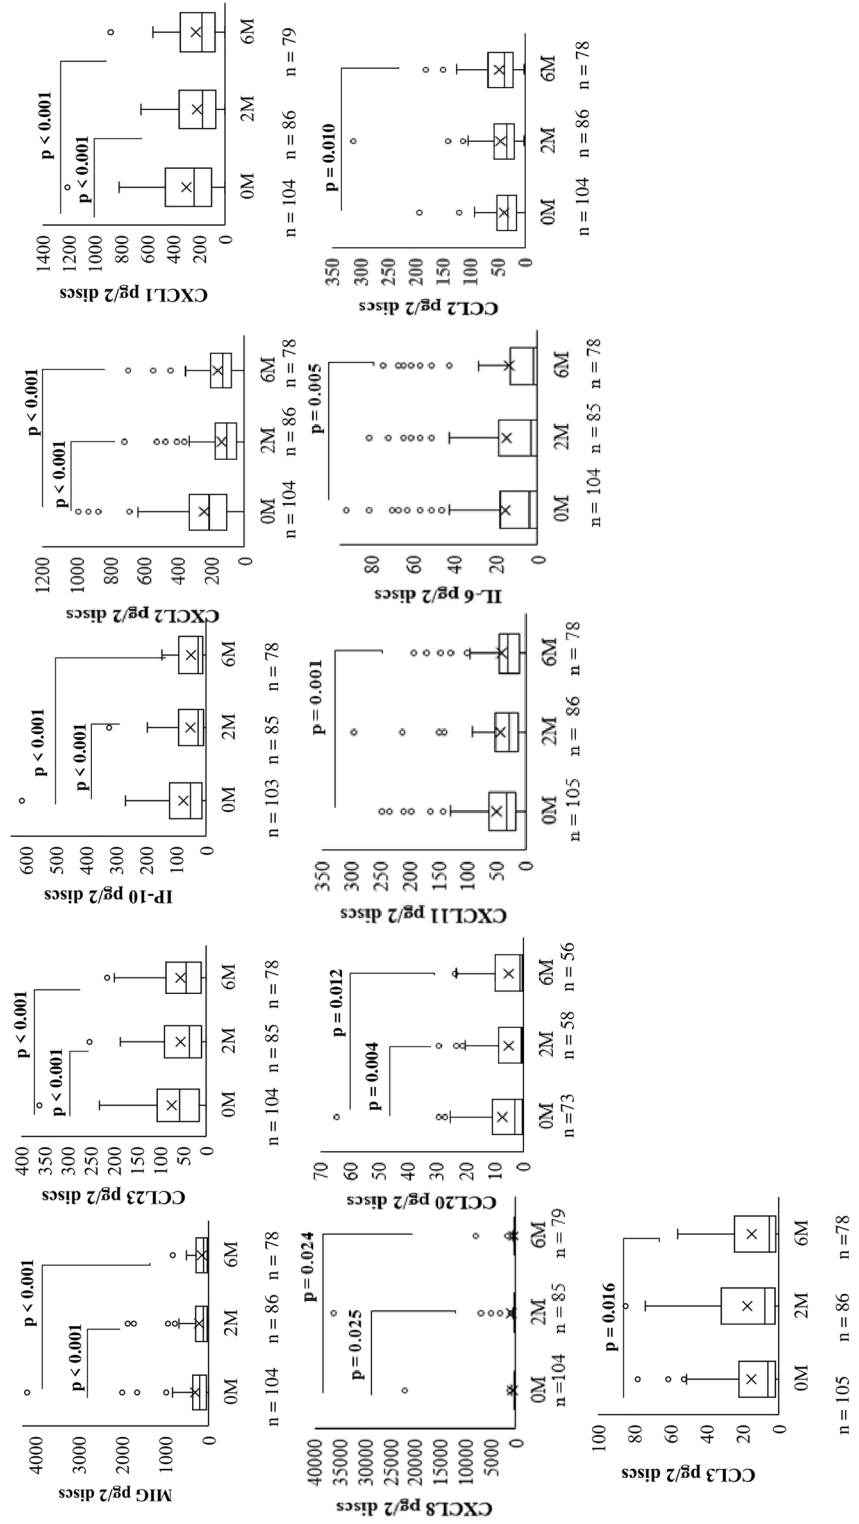 MIG pg/2 discs
4000
3000
2000
1000
0
p < 0.001
p < 0.001
0M
2M
6M
n = 104
n = 86
n = 78
CCL23 pg/2 discs
400
350
300
250
200
150
100
50
0
p < 0.001
p < 0.001
0M
2M
6M
n = 104
n = 85
n = 78
IP-10 pg/2 discs
600
500
400
300
200
100
0
p < 0.001
p < 0.001
0M
2M
6M
n = 103
n = 85
n = 78
CXCL2 pg/2 discs
1200
1000
800
600
400
200
0
p < 0.001
p < 0.001
0M
2M
6M
n = 104
n = 86
n = 78
CXCL1 pg/2 discs
1400
1200
1000
800
600
400
200
0
p < 0.001
p < 0.001
0M
2M
6M
n = 104
n = 86
n = 79
CXCL8 pg/2 discs
40000
35000
30000
25000
20000
15000
10000
5000
0
p = 0.024
p = 0.025
0M
2M
6M
n=104
n = 85
n = 79
CCL20 pg/2 discs
70
60
50
40
30
20
10
0
p = 0.012
p = 0.004
0M
2M
6M
n =73
n = 58
n = 56
CXCL11 pg/2 discs
350
300
250
200
150
100
50
0
p = 0.001
0M
2M
6M
n = 105
n = 86
n = 78
IL-6 pg/2 discs
80
60
40
20
0
p = 0.005
0M
2M
6M
n = 104
n = 85
n = 78
CCL2 pg/2 discs
350
300
250
200
150
100
50
0
p = 0.010
0M
2M
6M
n = 104
n = 86
n = 78
CCL3 pg/2 discs
100
80
60
40
20
0
p = 0.016
0M
2M
6M
n = 105
n = 86
n =78